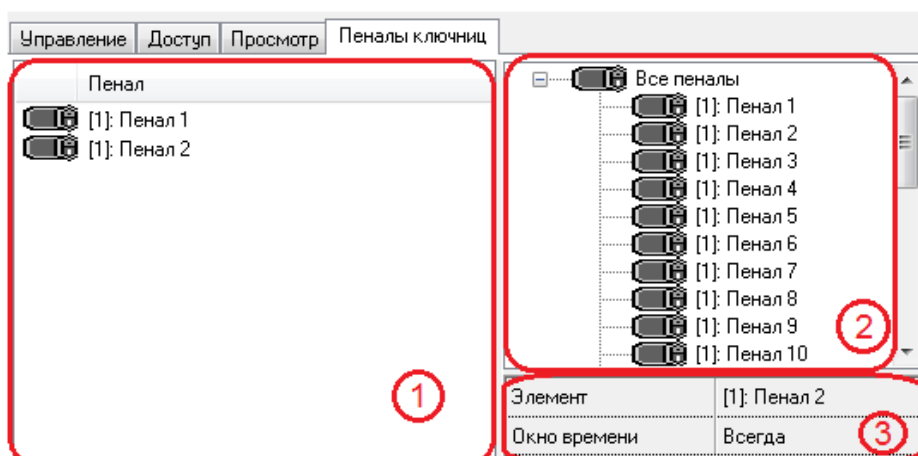 Управление Доступ Просмотр Пеналы ключниц
Пенал
[1]: Пенал 1
[1]: Пенал 2
1
Все пеналы
[1]: Пенал 1
[1]: Пенал 2
[1]: Пенал 3
[1]: Пенал 4
[1]: Пенал 5
[1]: Пенал 6
[1]: Пенал 7
[1]: Пенал 8
[1]: Пенал 9
[1]: Пенал 10
2
Элемент [1]: Пенал 2
Окно времени Всегда
3